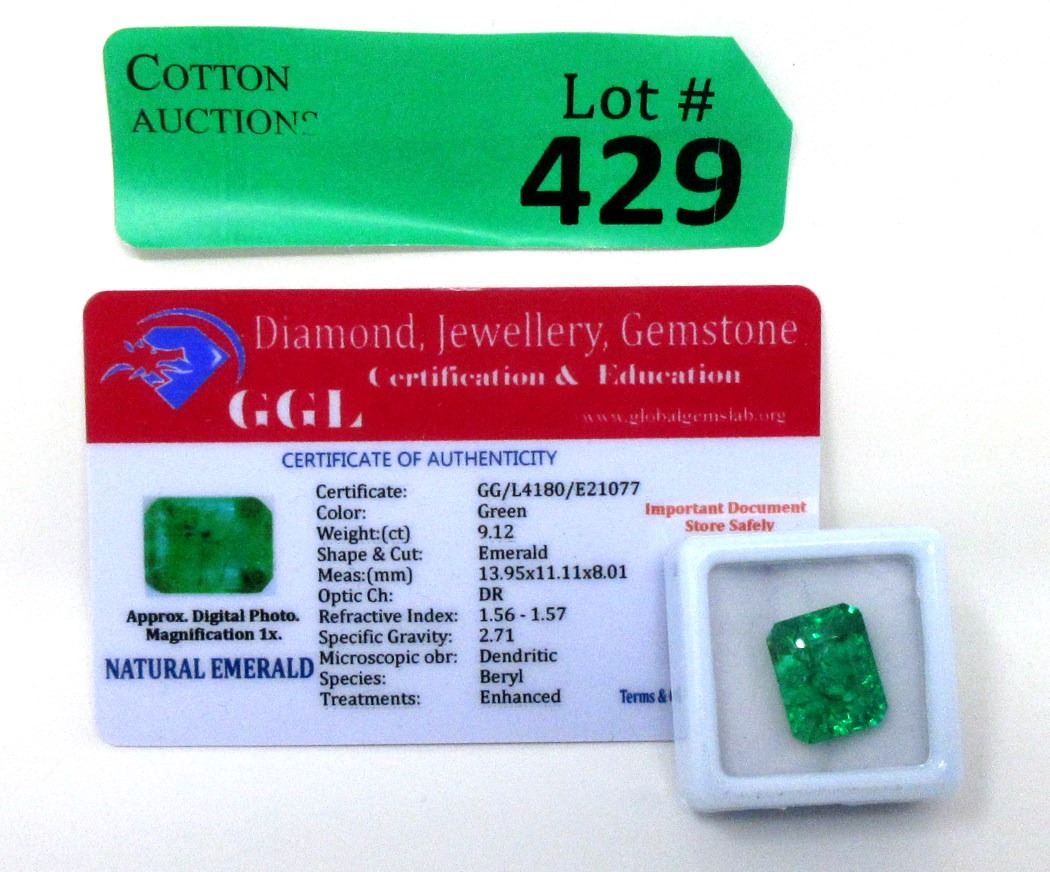 COTTON
AUCTIONS
Lot #
429
Diamond, Jewellery, Gemstone
Certification & Education
GGL
www.globalgemslab.org
CERTIFICATE OF AUTHENTICITY
Certificate: GG/L4180/E21077
Color: Green
Weight:(ct) 9.12
Shape & Cut: Emerald
Meas:(mm) 13.95x11.11x8.01
Optic Ch: DR
Refractive Index: 1.56 - 1.57
Specific Gravity: 2.71
Microscopic obr: Dendritic
Species: Beryl
Treatments: Enhanced
Important Document
Store Safely
Approx. Digital Photo.
Magnification 1x.
NATURAL EMERALD
Terms &